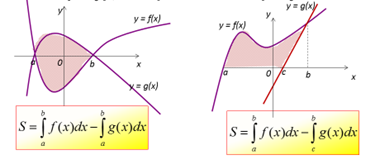 y
y = f(x)
a
0
b
x
y = g(x)
S = ∫_a^b f(x)dx − ∫_a^b g(x)dx
y
y = g(x)
y = f(x)
a
0
c
b
x
S = ∫_a^b f(x)dx − ∫_c^b g(x)dx